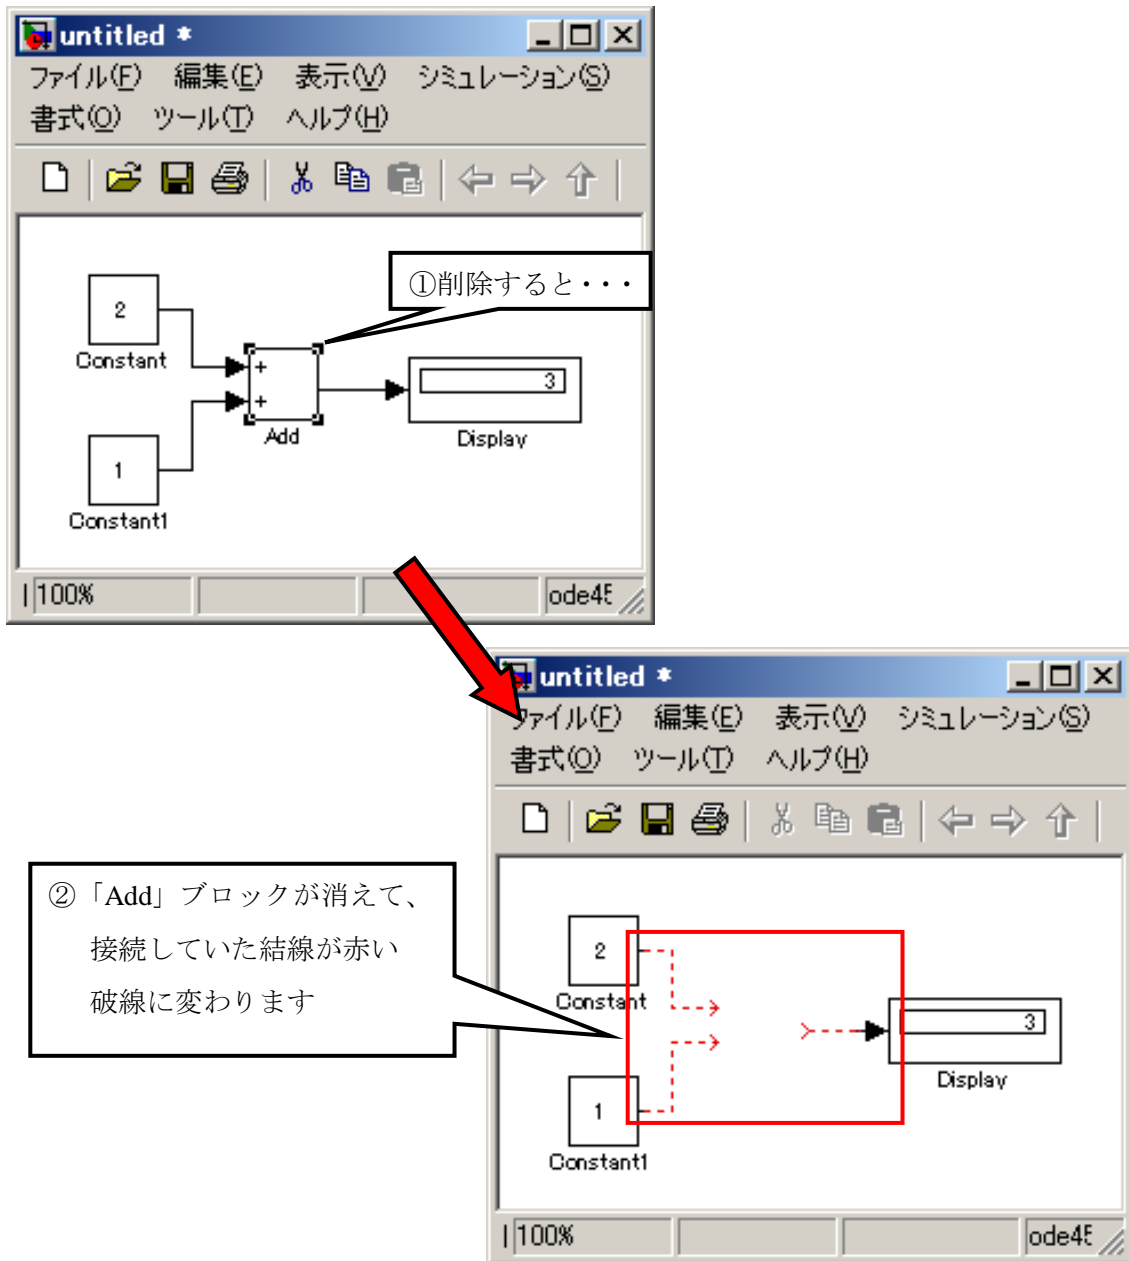 untitled *
ファイル(F) 編集(E) 表示(V) シミュレーション(S)
書式(O) ツール(T) ヘルプ(H)
①削除すると・・・
2
Constant
+
+
Add
3
Display
1
Constant1
100%
ode45
untitled *
ファイル(F) 編集(E) 表示(V) シミュレーション(S)
書式(O) ツール(T) ヘルプ(H)
②「Add」ブロックが消えて、
接続していた結線が赤い
破線に変わります
2
Constant
3
Display
1
Constant1
100%
ode45